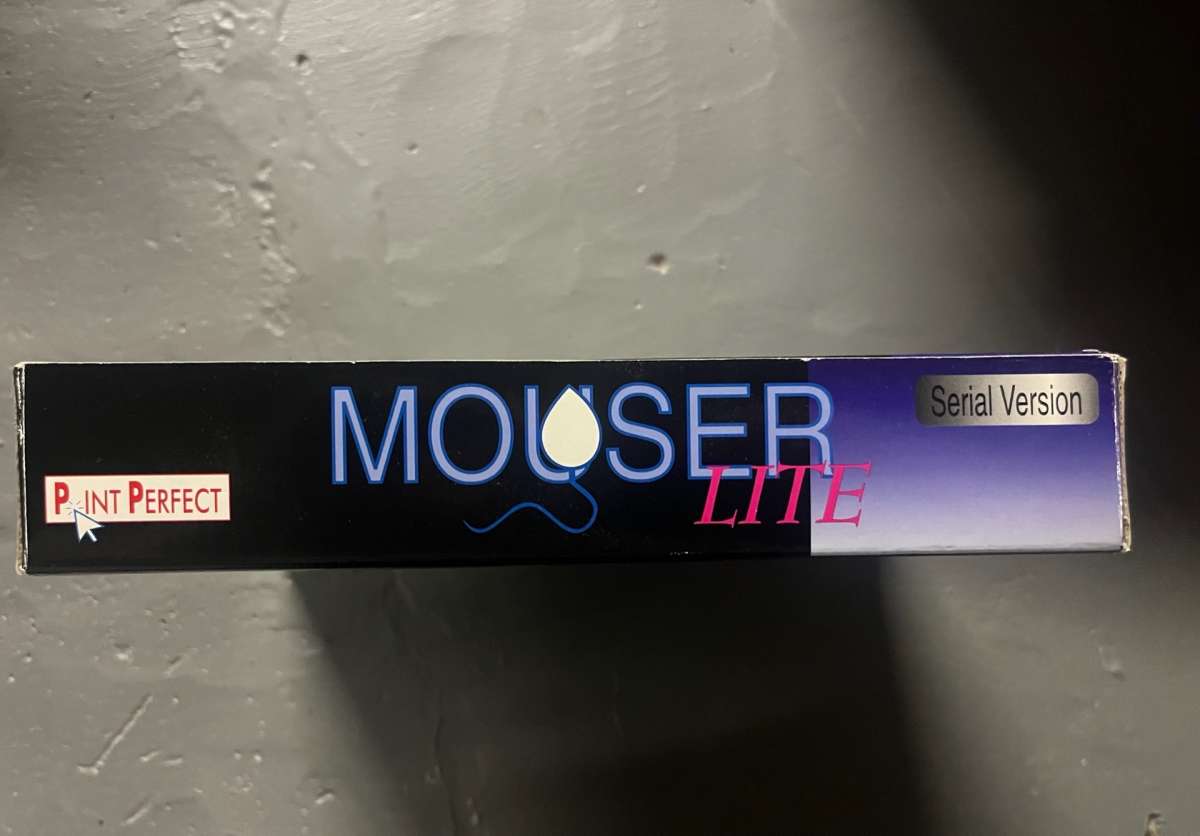 MOUSER
LITE
Serial Version
POINT PERFECT